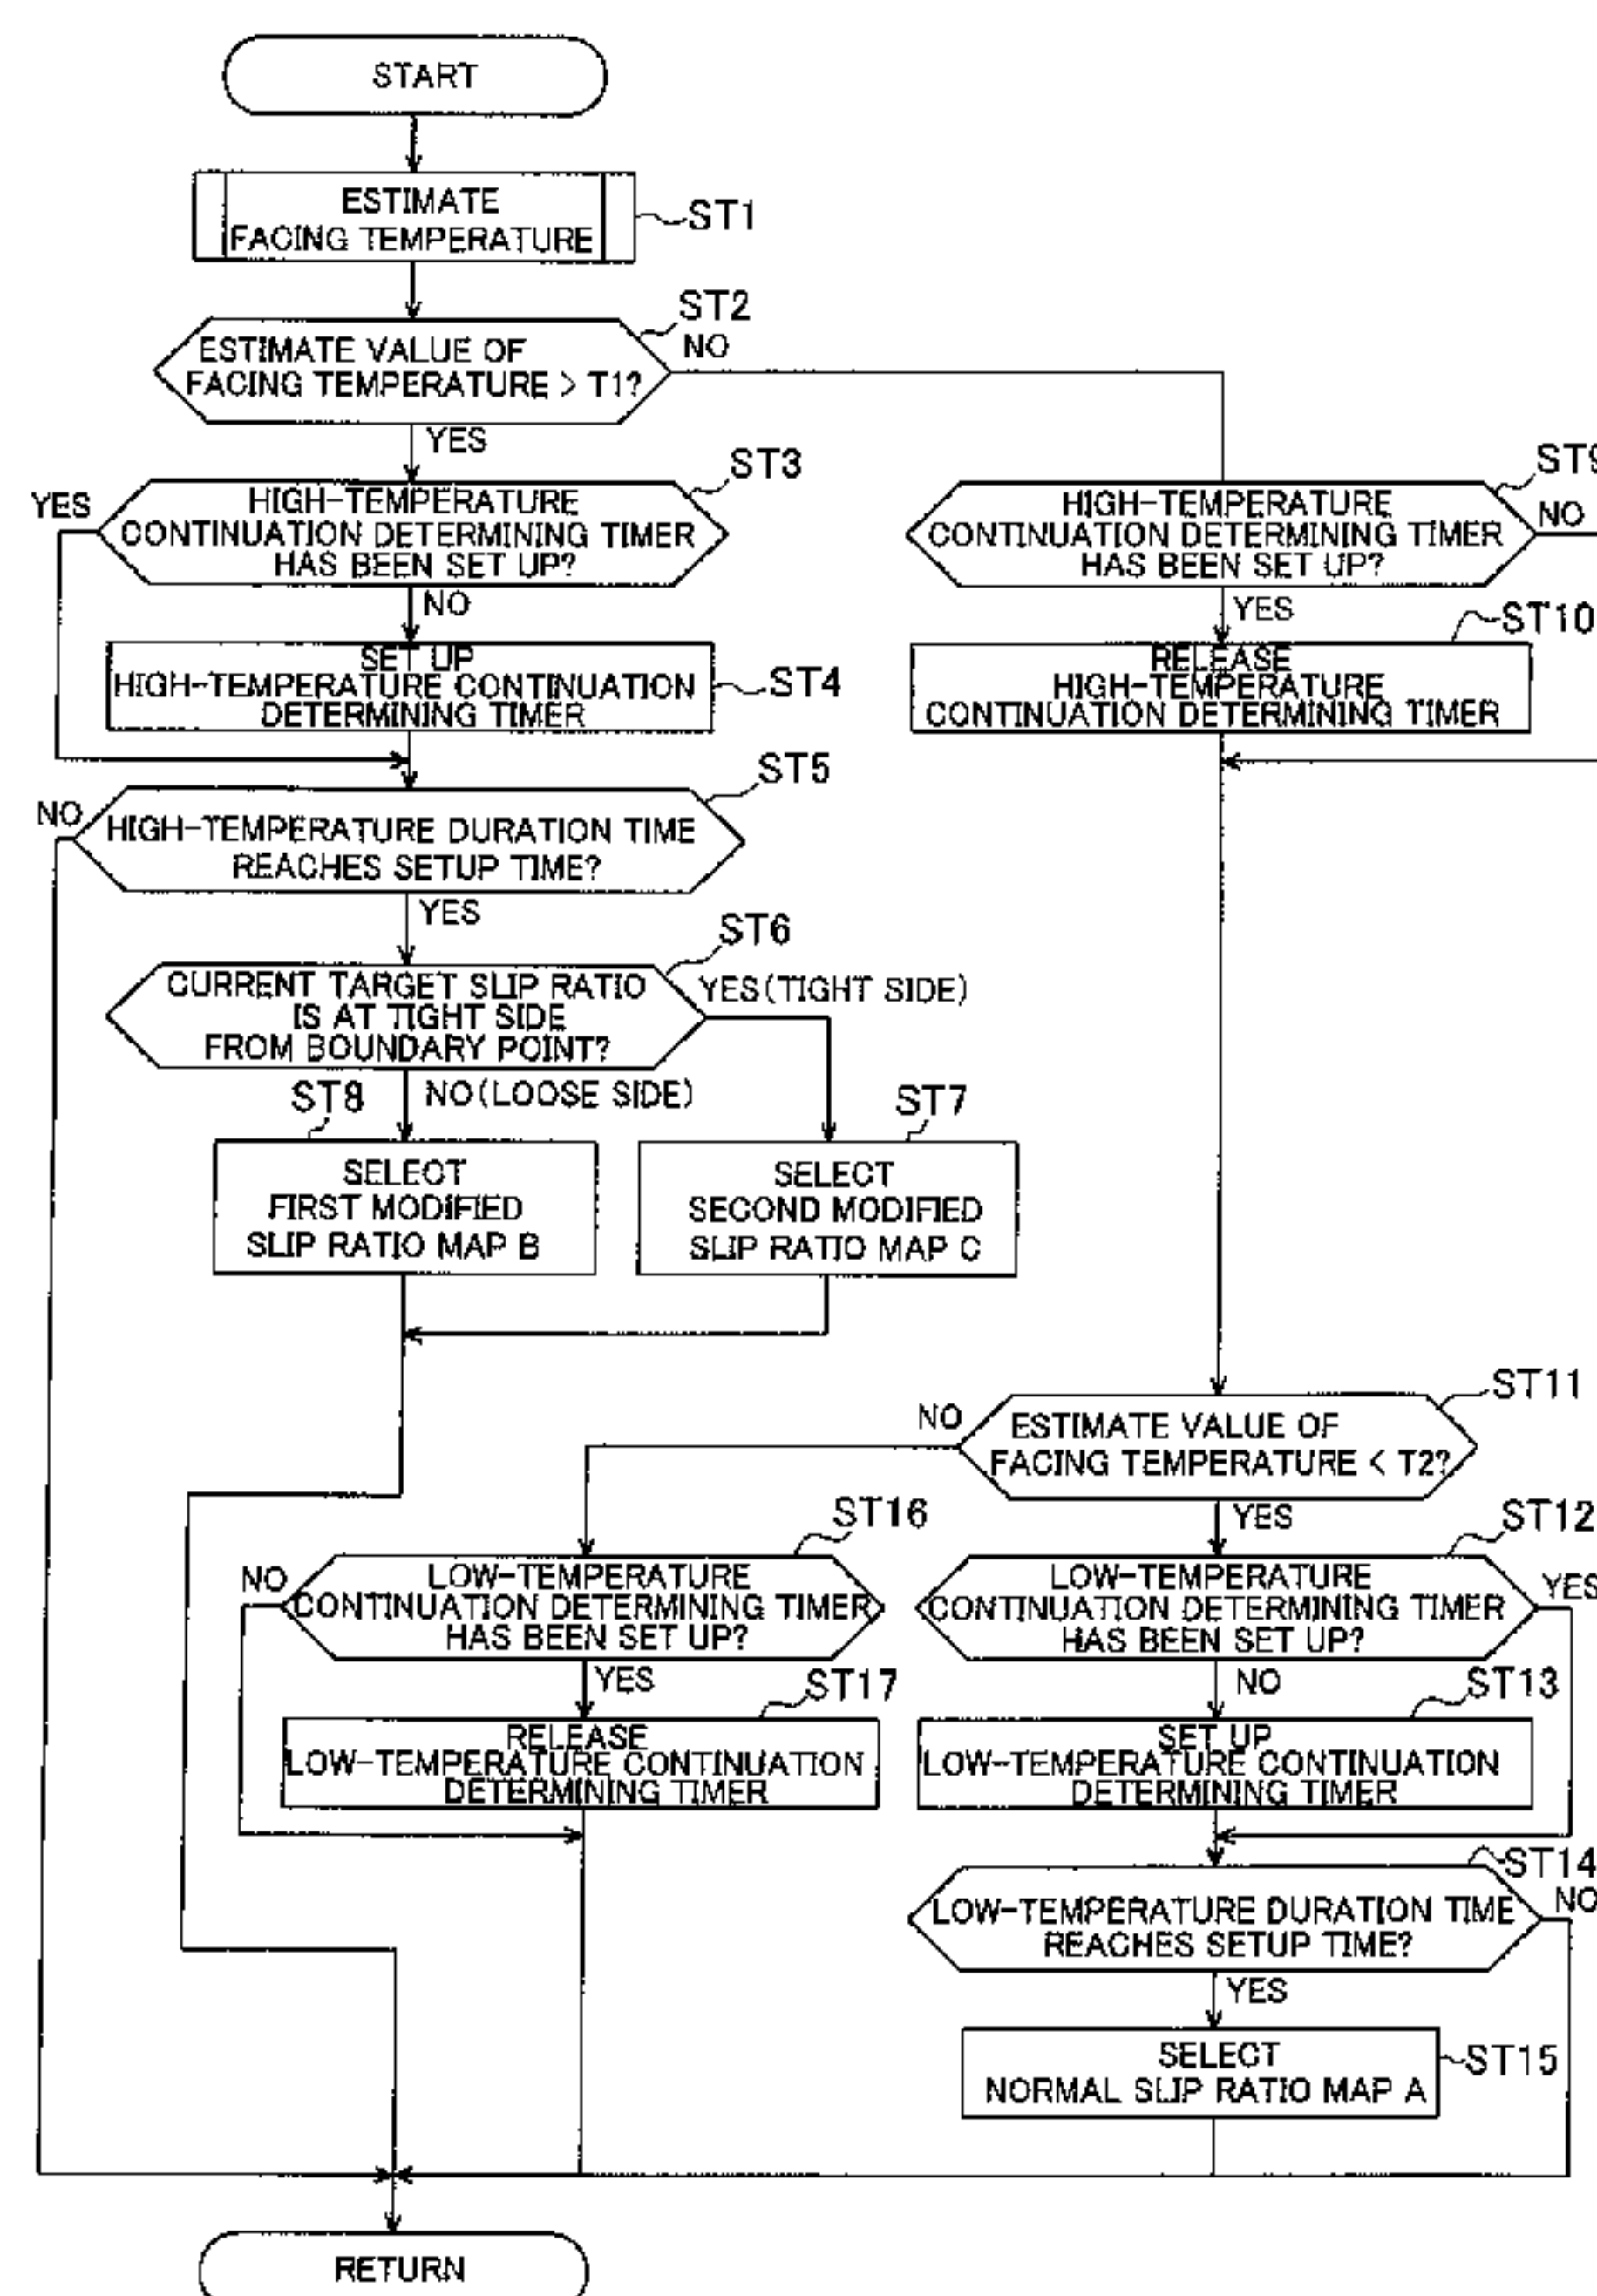 START
ESTIMATE
FACING TEMPERATURE
ST1
ST2
ESTIMATE VALUE OF
FACING TEMPERATURE > T1?
NO
YES
ST3
YES
HIGH-TEMPERATURE
CONTINUATION DETERMINING TIMER
HAS BEEN SET UP?
NO
SET UP
HIGH-TEMPERATURE CONTINUATION
DETERMINING TIMER
ST4
ST9
HIGH-TEMPERATURE
CONTINUATION DETERMINING TIMER
HAS BEEN SET UP?
NO
YES
ST10
RELEASE
HIGH-TEMPERATURE
CONTINUATION DETERMINING TIMER
ST5
NO
HIGH-TEMPERATURE DURATION TIME
REACHES SETUP TIME?
YES
ST6
CURRENT TARGET SLIP RATIO
IS AT TIGHT SIDE
FROM BOUNDARY POINT?
YES(TIGHT SIDE)
NO(LOOSE SIDE)
ST8
SELECT
FIRST MODIFIED
SLIP RATIO MAP B
ST7
SELECT
SECOND MODIFIED
SLIP RATIO MAP C
ST11
NO
ESTIMATE VALUE OF
FACING TEMPERATURE < T2?
YES
ST16
NO
LOW-TEMPERATURE
CONTINUATION DETERMINING TIMER
HAS BEEN SET UP?
YES
ST17
RELEASE
LOW-TEMPERATURE CONTINUATION
DETERMINING TIMER
ST12
LOW-TEMPERATURE
CONTINUATION DETERMINING TIMER
HAS BEEN SET UP?
YES
NO
ST13
SET UP
LOW-TEMPERATURE CONTINUATION
DETERMINING TIMER
ST14
LOW-TEMPERATURE DURATION TIME
REACHES SETUP TIME?
NO
YES
SELECT
NORMAL SLIP RATIO MAP A
ST15
RETURN